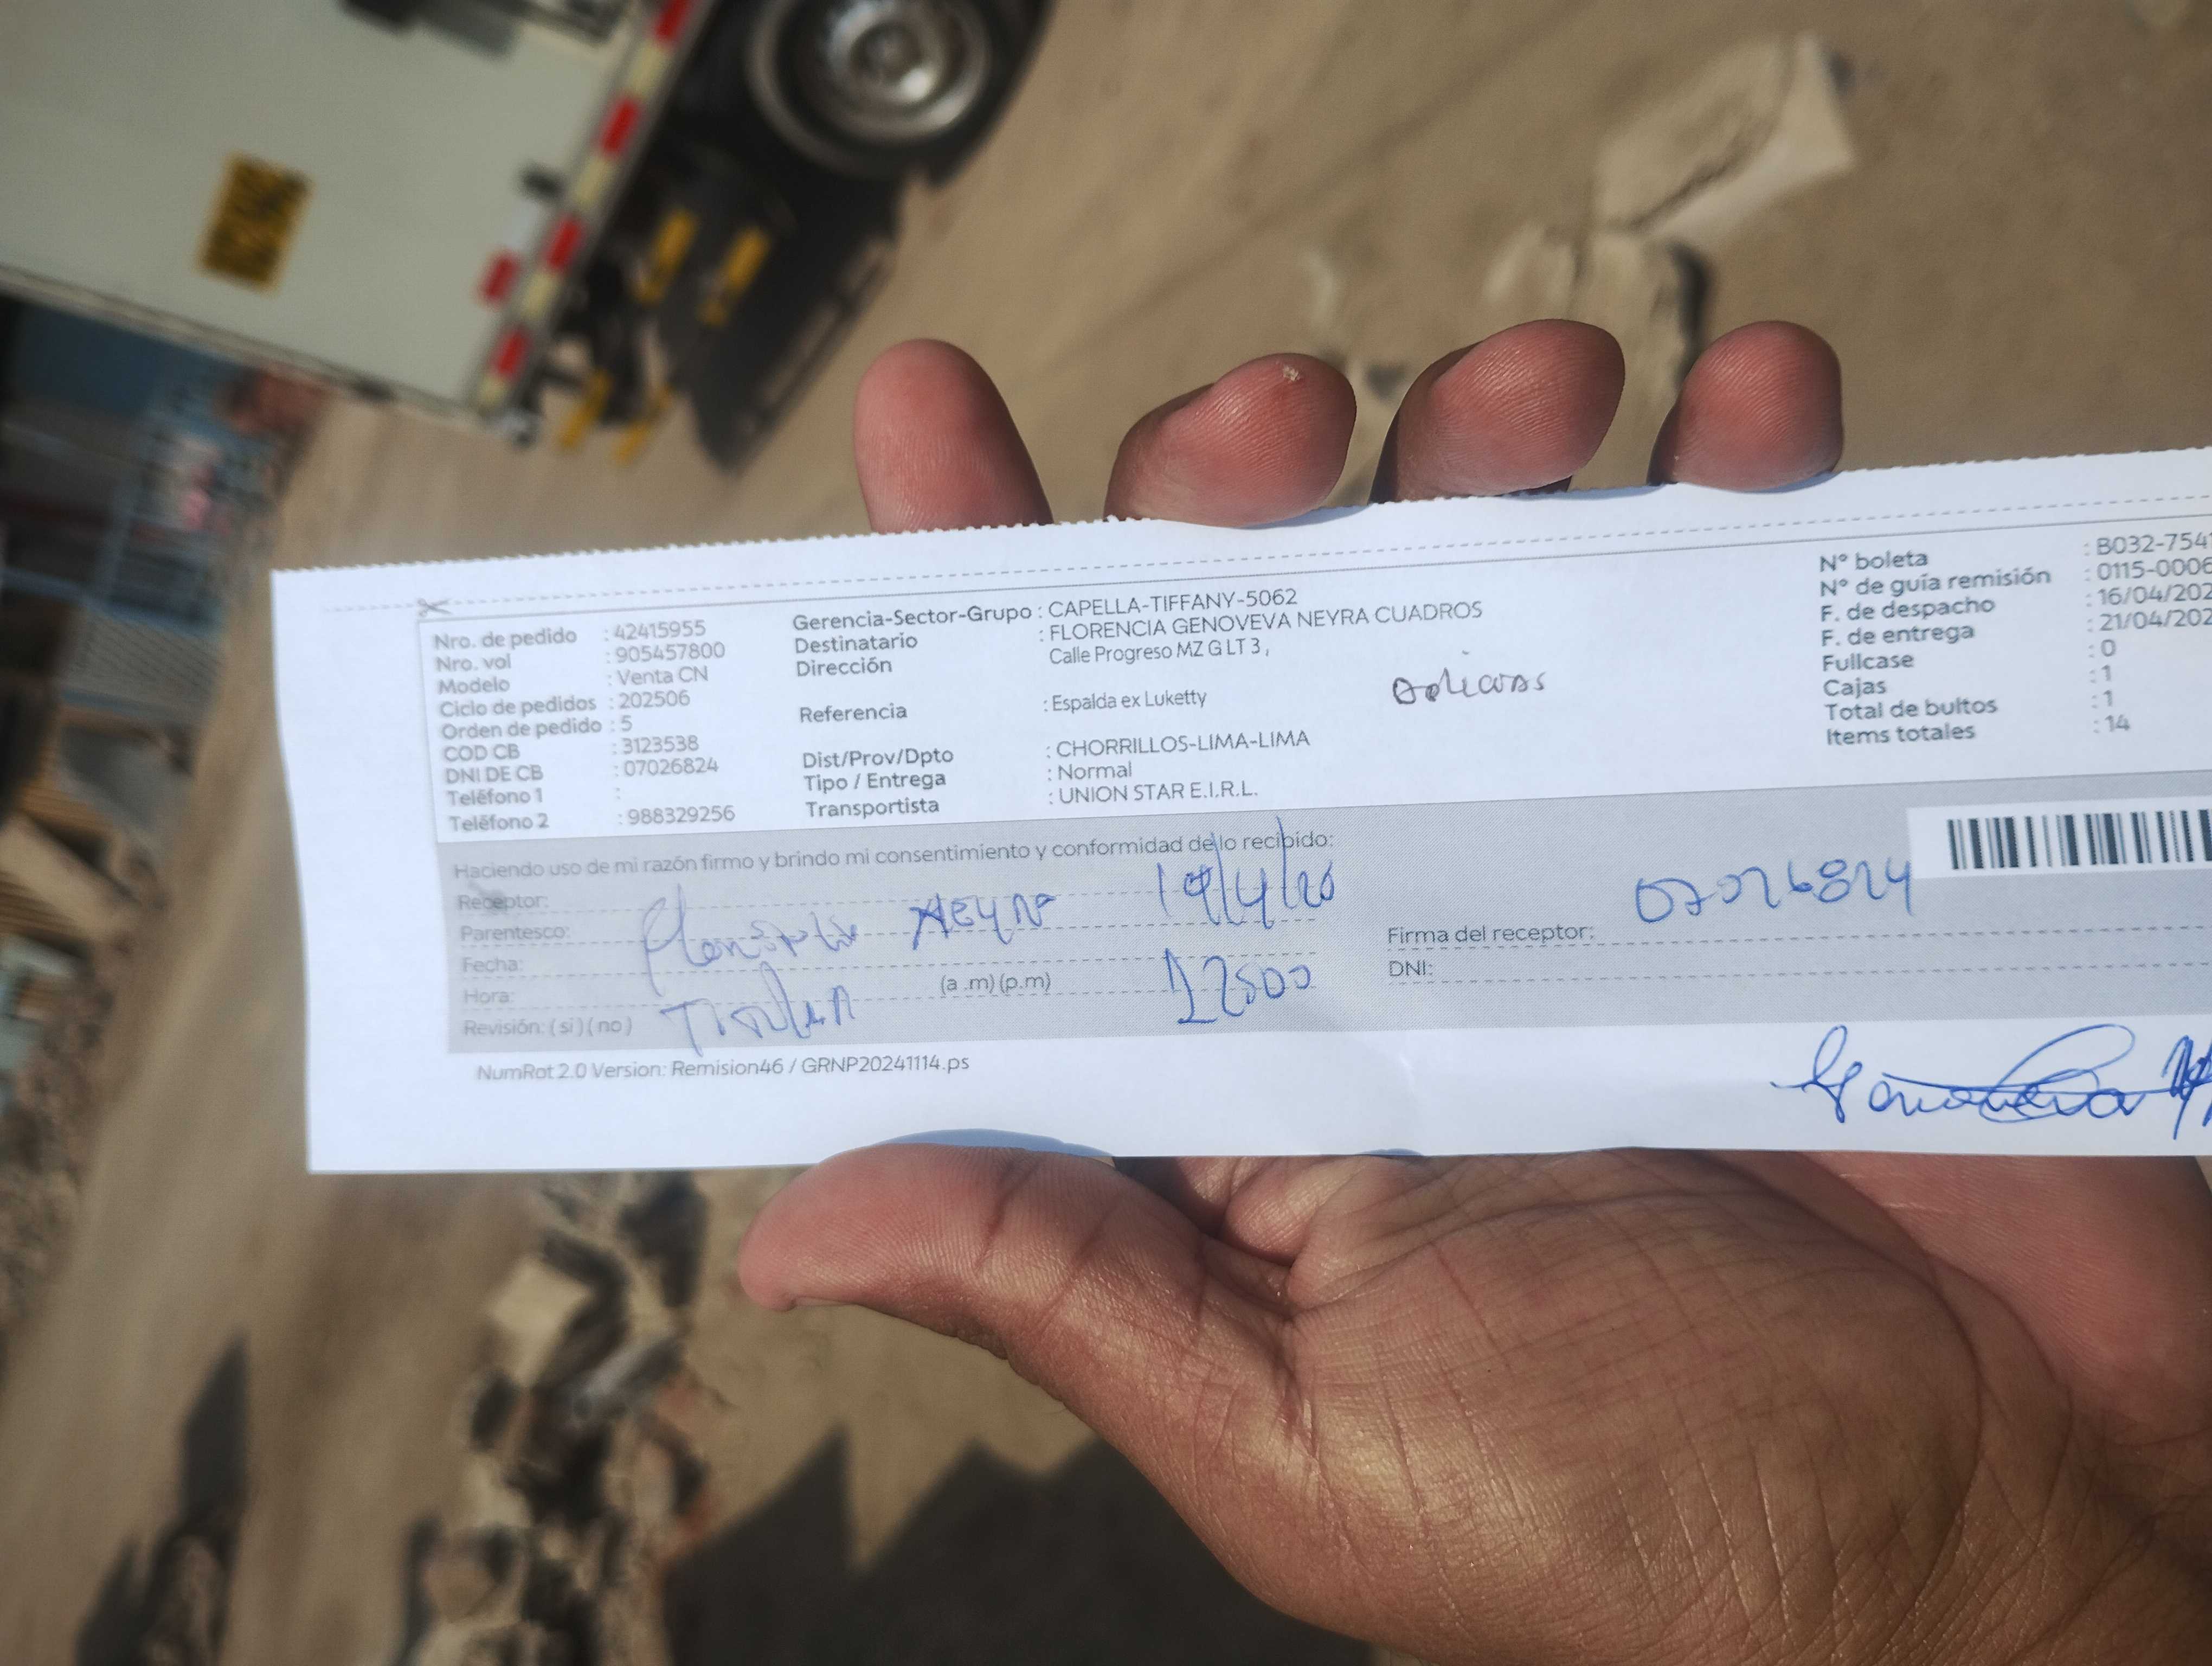 Nro. de pedido : 42415955
Nro. vol : 905457800
Modelo : Venta CN
Ciclo de pedidos : 202506
Orden de pedido : 5
COD CB : 3123538
DNI DE CB : 07026824
Teléfono 1 :
Teléfono 2 : 988329256
Gerencia-Sector-Grupo : CAPELLA-TIFFANY-5062
Destinatario : FLORENCIA GENOVEVA NEYRA CUADROS
Dirección Calle Progreso MZ G LT 3 ,
Referencia : Espalda ex Luketty
Dist/Prov/Dpto : CHORRILLOS-LIMA-LIMA
Tipo / Entrega : Normal
Transportista : UNION STAR E.I.R.L.
N° boleta : B032-754
N° de guía remisión : 0115-0006
F. de despacho : 16/04/202
F. de entrega : 21/04/202
Fullcase : 0
Cajas : 1
Total de bultos : 1
Items totales : 14
Haciendo uso de mi razón firmo y brindo mi consentimiento y conformidad de lo recibido:
Receptor:
Parentesco:
Fecha:
Hora: (a .m) (p.m)
Revisión: ( si ) ( no )
07026824
Firma del receptor:
DNI:
NumRot 2.0 Version: Remision46 / GRNP20241114.ps